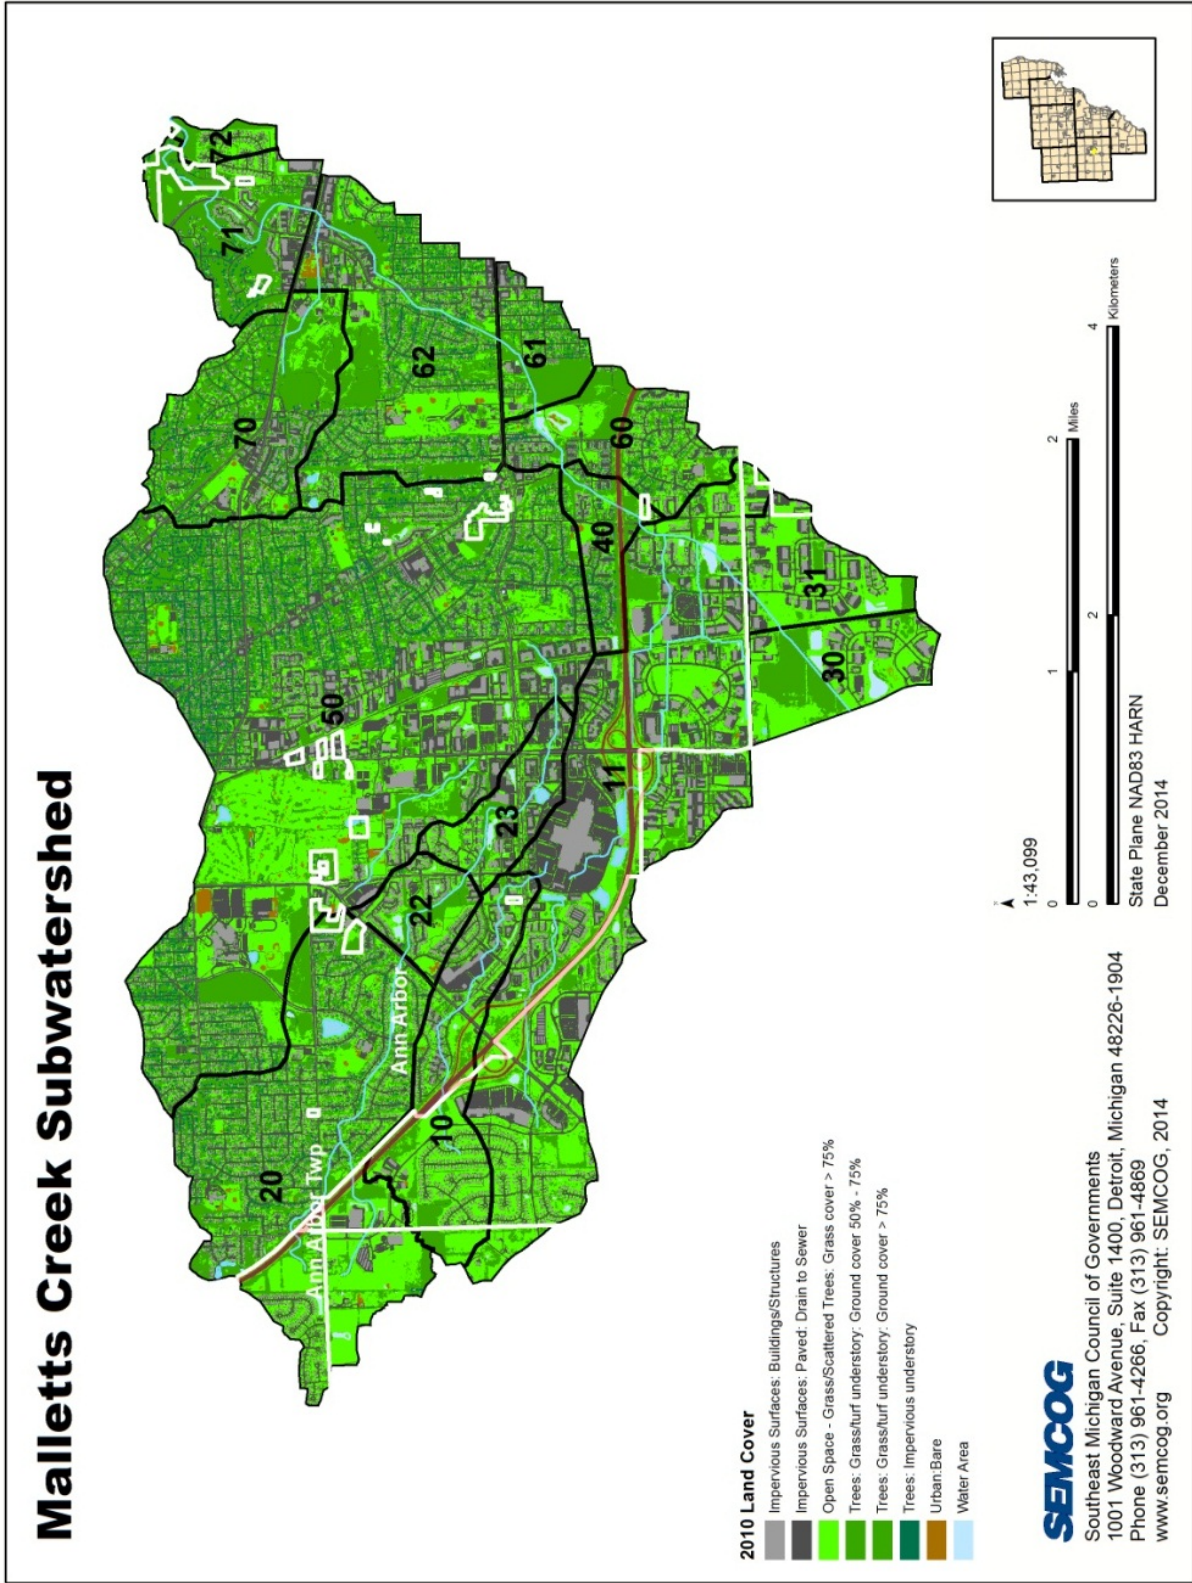 Malletts Creek Subwatershed
72
71
70
62
61
60
50
40
31
30
23
22
11
10
20
Ann Arbor
Ann Arbor Twp
2010 Land Cover
Impervious Surfaces: Buildings/Structures
Impervious Surfaces: Paved: Drain to Sewer
Open Space - Grass/Scattered Trees: Grass cover > 75%
Trees: Grass/turf understory: Ground cover 50% - 75%
Trees: Grass/turf understory: Ground cover > 75%
Trees: Impervious understory
Urban:Bare
Water Area
SEMCOG
Southeast Michigan Council of Governments
1001 Woodward Avenue, Suite 1400, Detroit, Michigan 48226-1904
Phone (313) 961-4266, Fax (313) 961-4869
www.semcog.org Copyright: SEMCOG, 2014
1:43,099
0 1 2 Miles
0 2 4 Kilometers
State Plane NAD83 HARN
December 2014